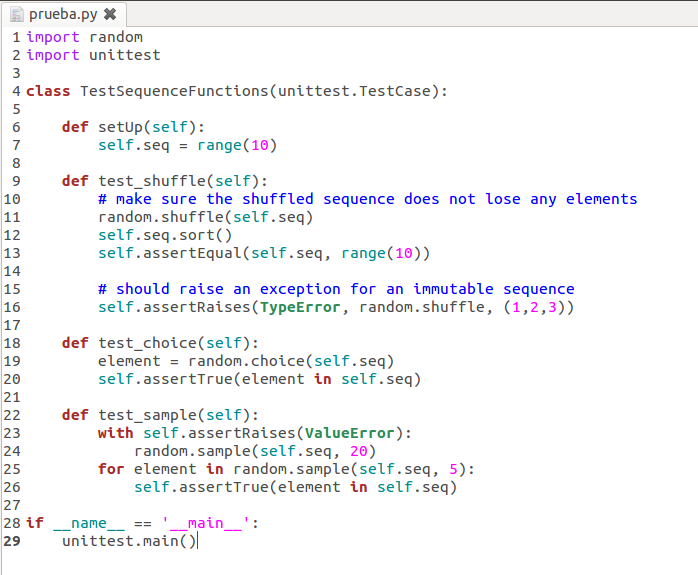 prueba.py
1 import random
2 import unittest
3
4 class TestSequenceFunctions(unittest.TestCase):
5
6     def setUp(self):
7         self.seq = range(10)
8
9     def test_shuffle(self):
10         # make sure the shuffled sequence does not lose any elements
11         random.shuffle(self.seq)
12         self.seq.sort()
13         self.assertEqual(self.seq, range(10))
14
15         # should raise an exception for an immutable sequence
16         self.assertRaises(TypeError, random.shuffle, (1,2,3))
17
18     def test_choice(self):
19         element = random.choice(self.seq)
20         self.assertTrue(element in self.seq)
21
22     def test_sample(self):
23         with self.assertRaises(ValueError):
24             random.sample(self.seq, 20)
25         for element in random.sample(self.seq, 5):
26             self.assertTrue(element in self.seq)
27
28 if __name__ == '__main__':
29     unittest.main()